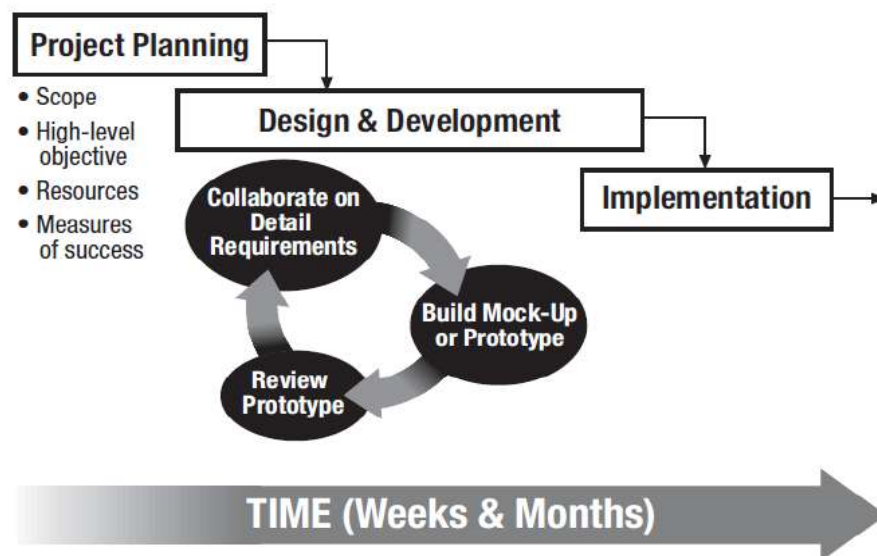 Project Planning
• Scope
• High-level
objective
• Resources
• Measures
of success
Design & Development
Implementation
Collaborate on
Detail
Requirements
Build Mock-Up
or Prototype
Review
Prototype
TIME (Weeks & Months)